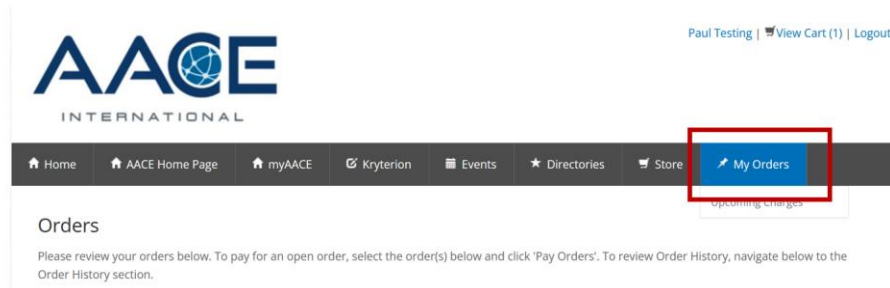 Paul Testing | View Cart (1) | Logout
AACE
INTERNATIONAL
Home AACE Home Page myAACE Kryterion Events Directories Store My Orders
Upcoming Charges
Orders
Please review your orders below. To pay for an open order, select the order(s) below and click 'Pay Orders'. To review Order History, navigate below to the
Order History section.